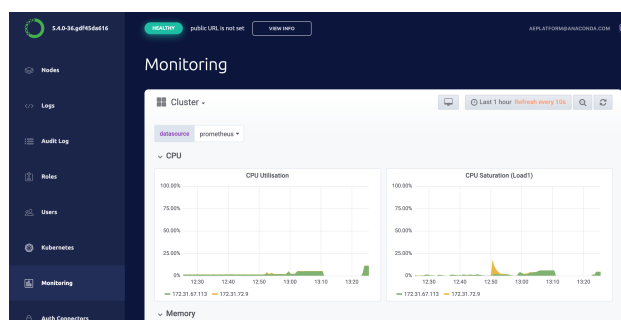 5.4.0-36.gdf45da616
HEALTHY public URL is not set VIEW INFO
AEPLATFORM@ANACONDA.COM
Nodes
Logs
Audit Log
Roles
Users
Kubernetes
Monitoring
Auth Connectors
Monitoring
Cluster
Last 1 hour Refresh every 10s
datasource prometheus
CPU
CPU Utilisation
100.00%
75.00%
50.00%
25.00%
0%
12:30 12:40 12:50 13:00 13:10 13:20
172.31.67.113 172.31.72.9
CPU Saturation (Load1)
100.00%
75.00%
50.00%
25.00%
0%
12:30 12:40 12:50 13:00 13:10 13:20
172.31.67.113 172.31.72.9
Memory